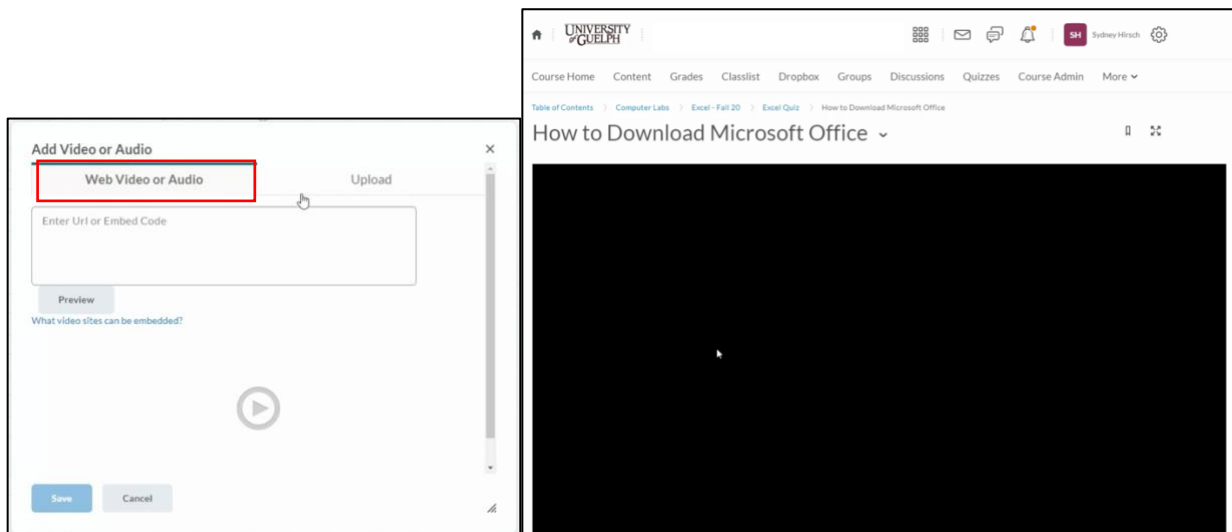 Add Video or Audio
Web Video or Audio
Upload
Enter Url or Embed Code
Preview
What video sites can be embedded?
Save
Cancel
UNIVERSITY
of GUELPH
SH
Sydney Hirsch
Course Home
Content
Grades
Classlist
Dropbox
Groups
Discussions
Quizzes
Course Admin
More
Table of Contents > Computer Labs > Excel - Fall 20 > Excel Quiz > How to Download Microsoft Office
How to Download Microsoft Office